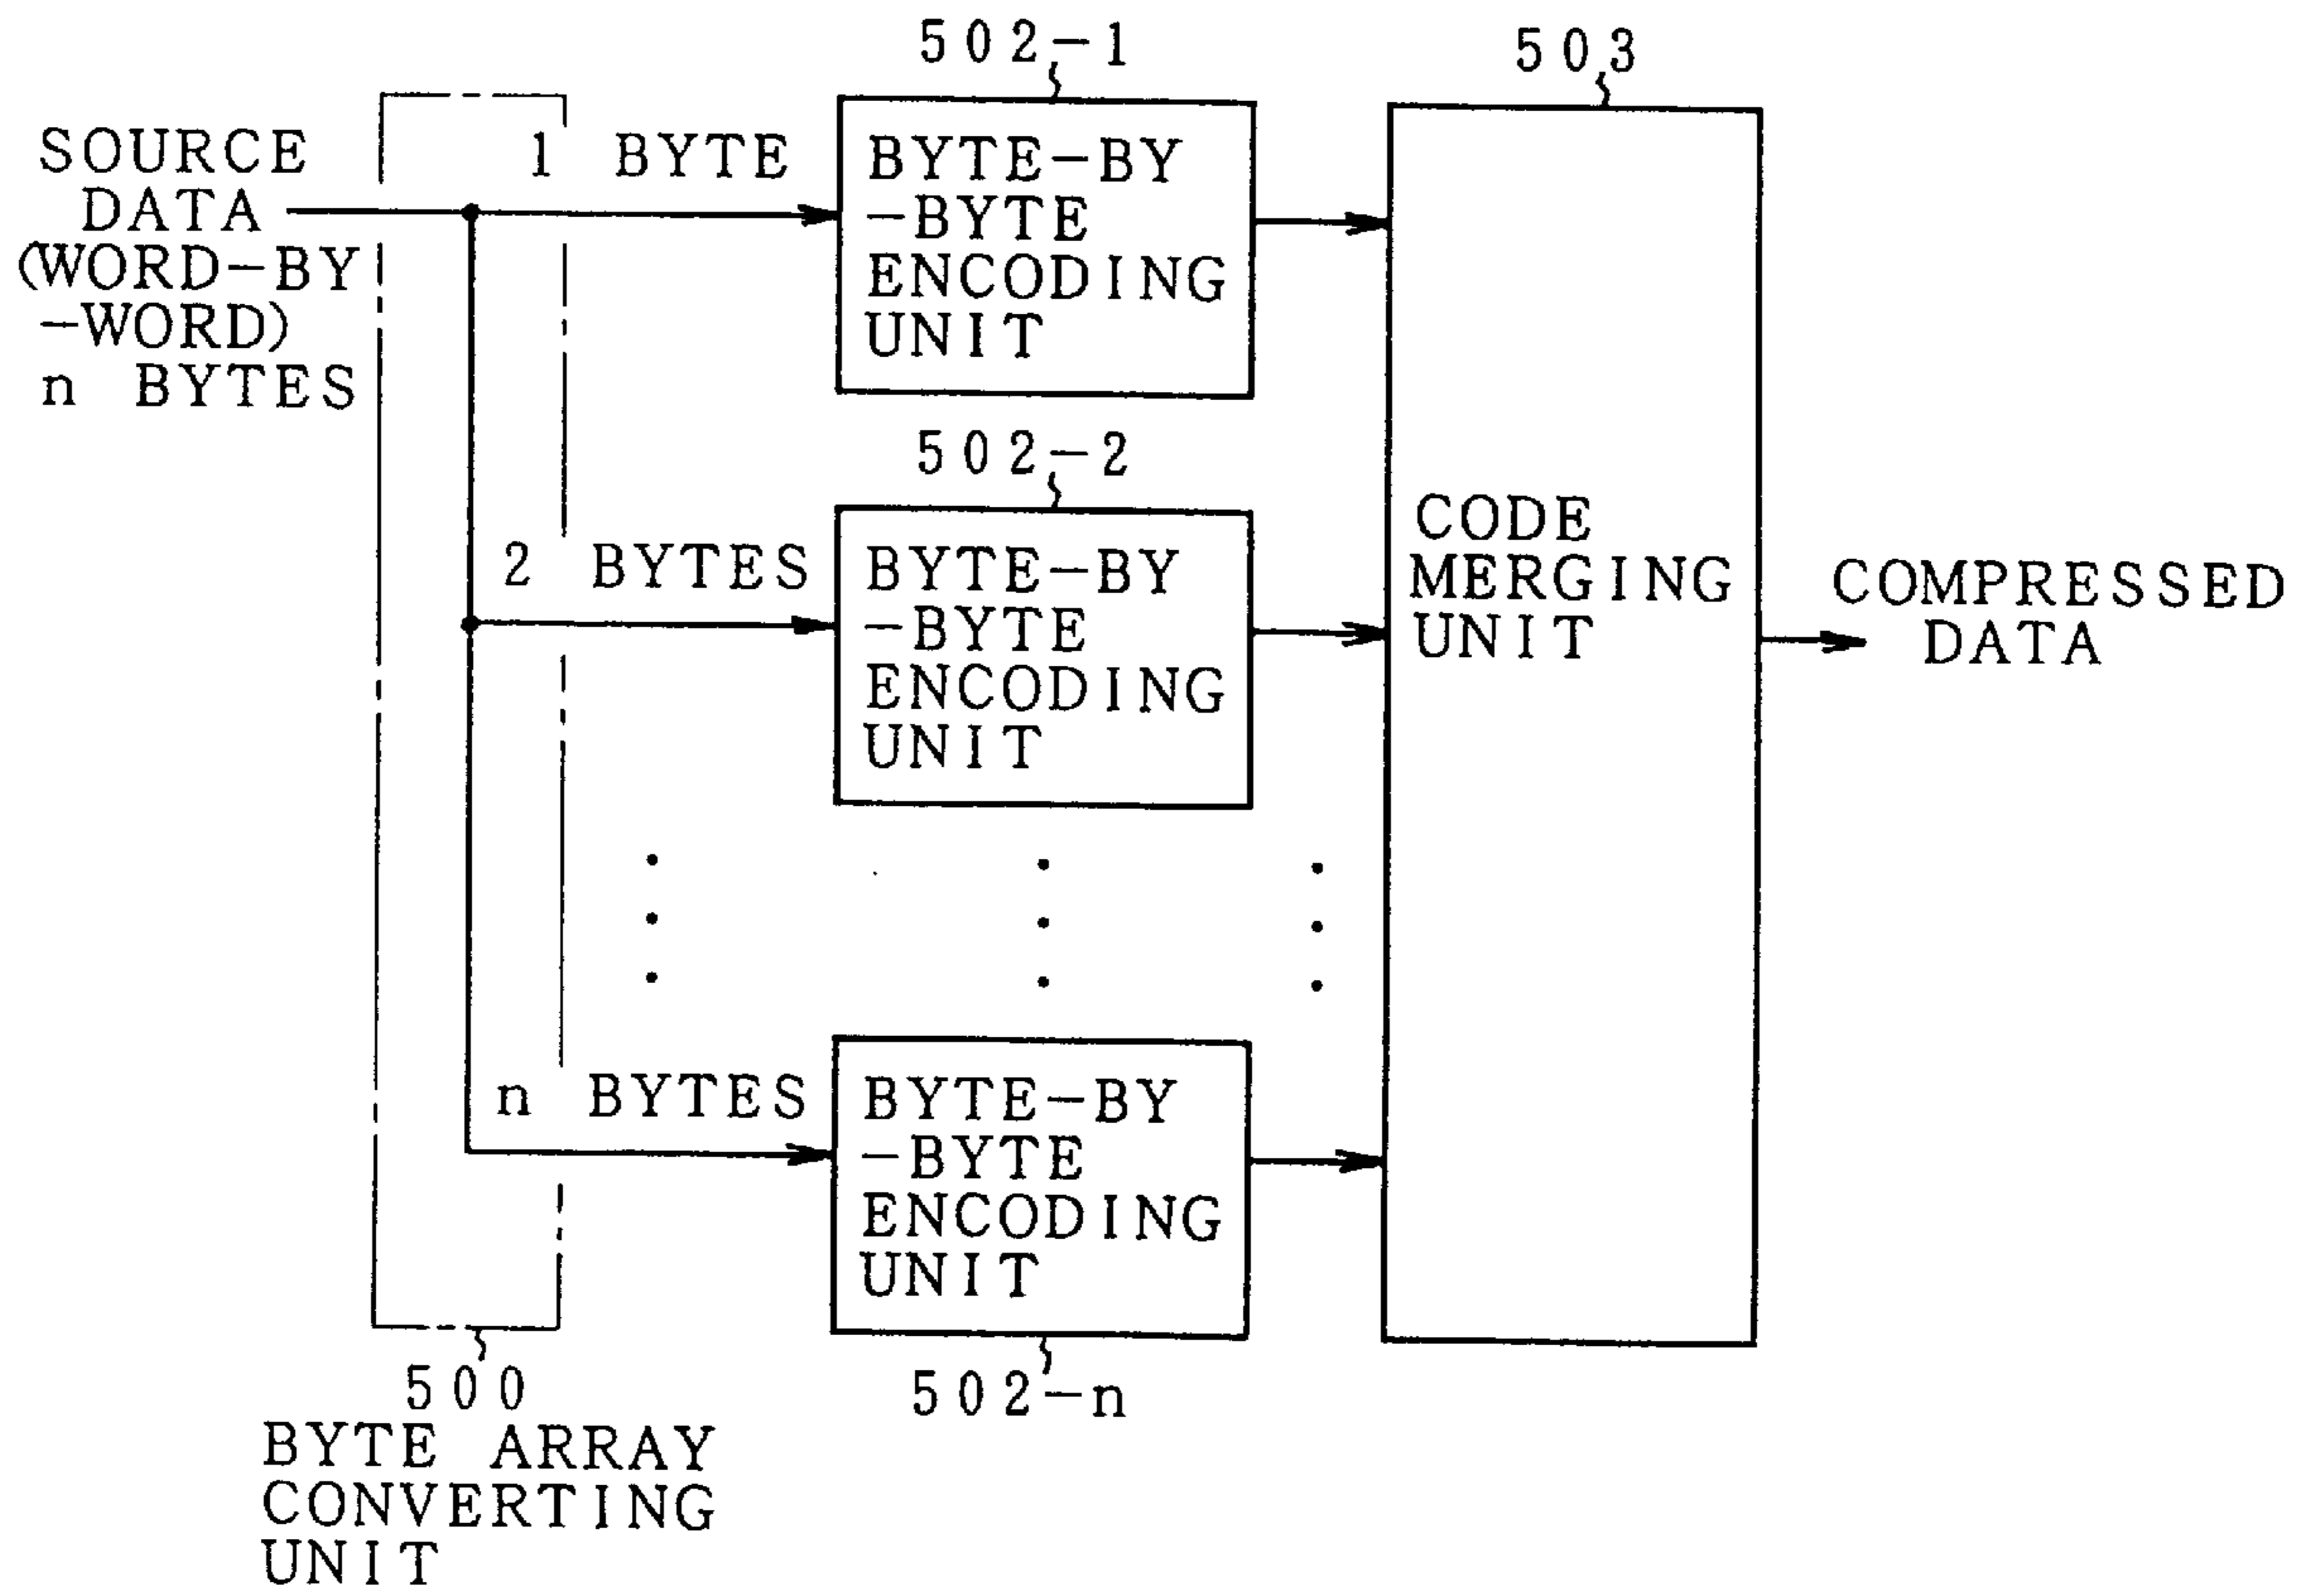 502-1
503
SOURCE
DATA
(WORD-BY
-WORD)
n BYTES
1 BYTE
BYTE-BY
-BYTE
ENCODING
UNIT
502-2
2 BYTES
BYTE-BY
-BYTE
ENCODING
UNIT
CODE
MERGING
UNIT
COMPRESSED
DATA
n BYTES
BYTE-BY
-BYTE
ENCODING
UNIT
502-n
500
BYTE ARRAY
CONVERTING
UNIT